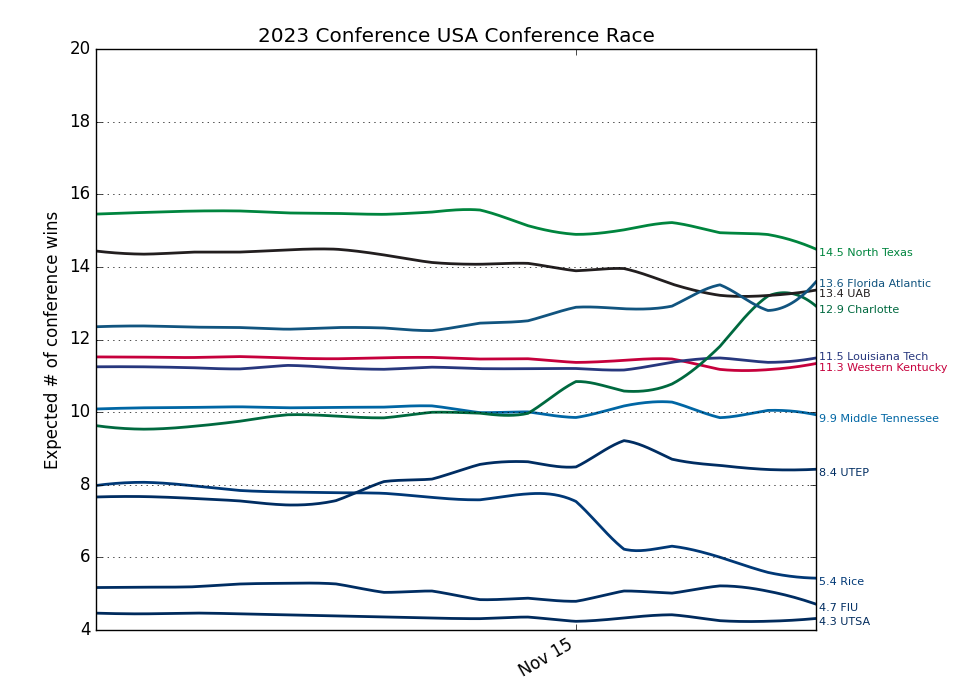 2023 Conference USA Conference Race
Expected # of conference wins
20
18
16
14
12
10
8
6
4
Nov 15
14.5 North Texas
13.6 Florida Atlantic
13.4 UAB
12.9 Charlotte
11.5 Louisiana Tech
11.3 Western Kentucky
9.9 Middle Tennessee
8.4 UTEP
5.4 Rice
4.7 FIU
4.3 UTSA